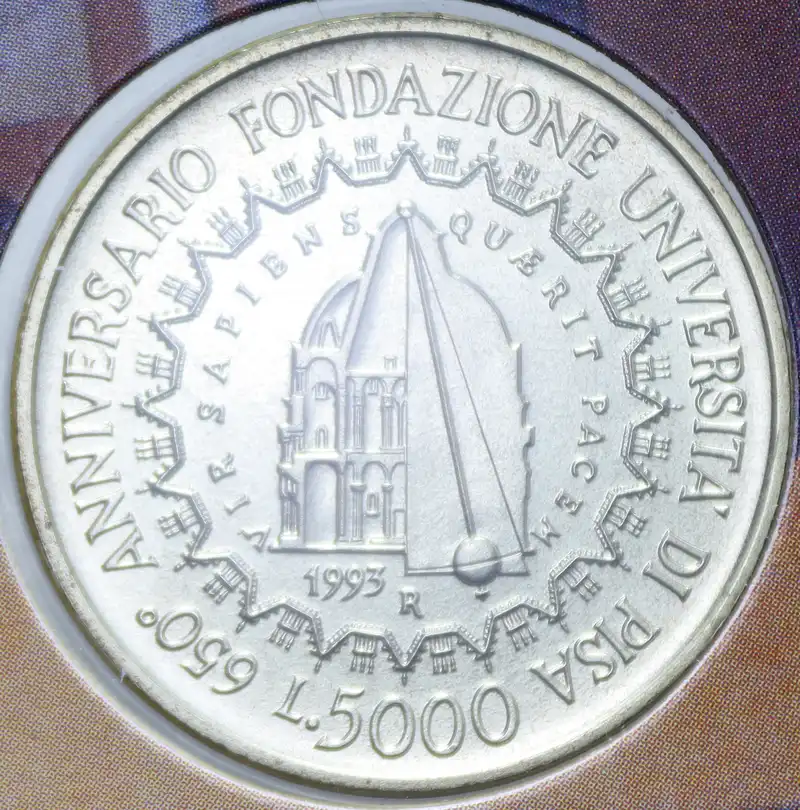 650° ANNIVERSARIO FONDAZIONE UNIVERSITA' DI PISA
VIR SAPIENS QUÆRIT PACEM
1993
R
L.5000